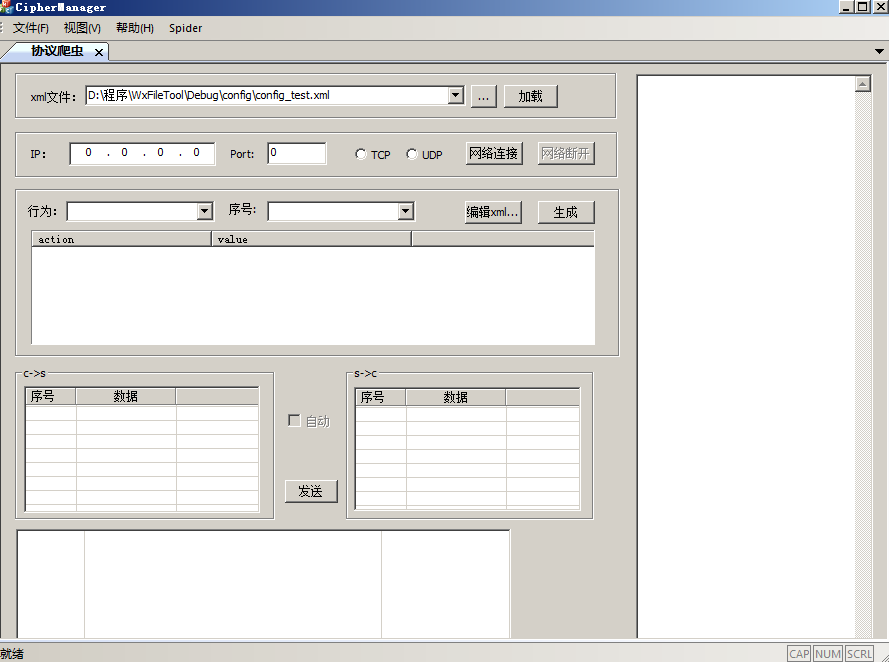 CipherManager
文件(F) 视图(V) 帮助(H) Spider
协议爬虫
xml文件: D:\程序\WxFileTool\Debug\config\config_test.xml ... 加载
IP: 0 . 0 . 0 . 0 Port: 0 TCP UDP 网络连接 网络断开
行为: 序号: 编辑xml... 生成
action value
c->s s->c
序号 数据 序号 数据
自动
发送
就绪 CAP NUM SCRL